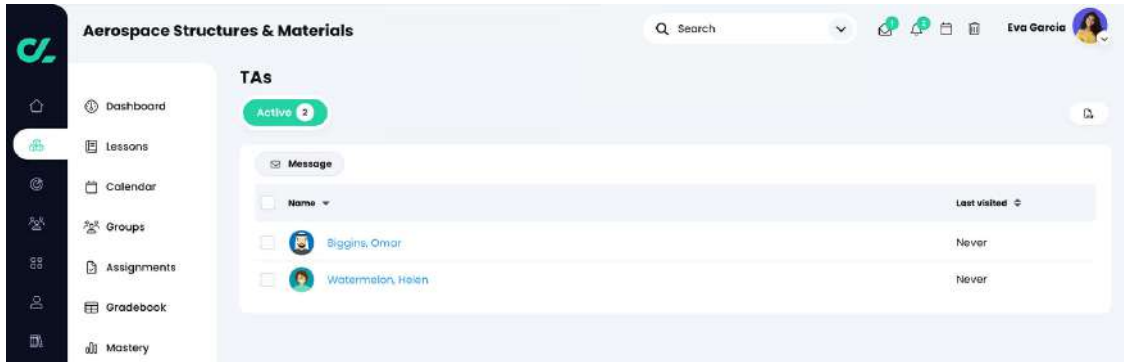 Aerospace Structures & Materials
Search
Eva Garcia
TAs
Active 2
Dashboard
Lessons
Calendar
Groups
Assignments
Gradebook
Mastery
Message
Name
Last visited
Biggins, Omar
Never
Watermelon, Helen
Never